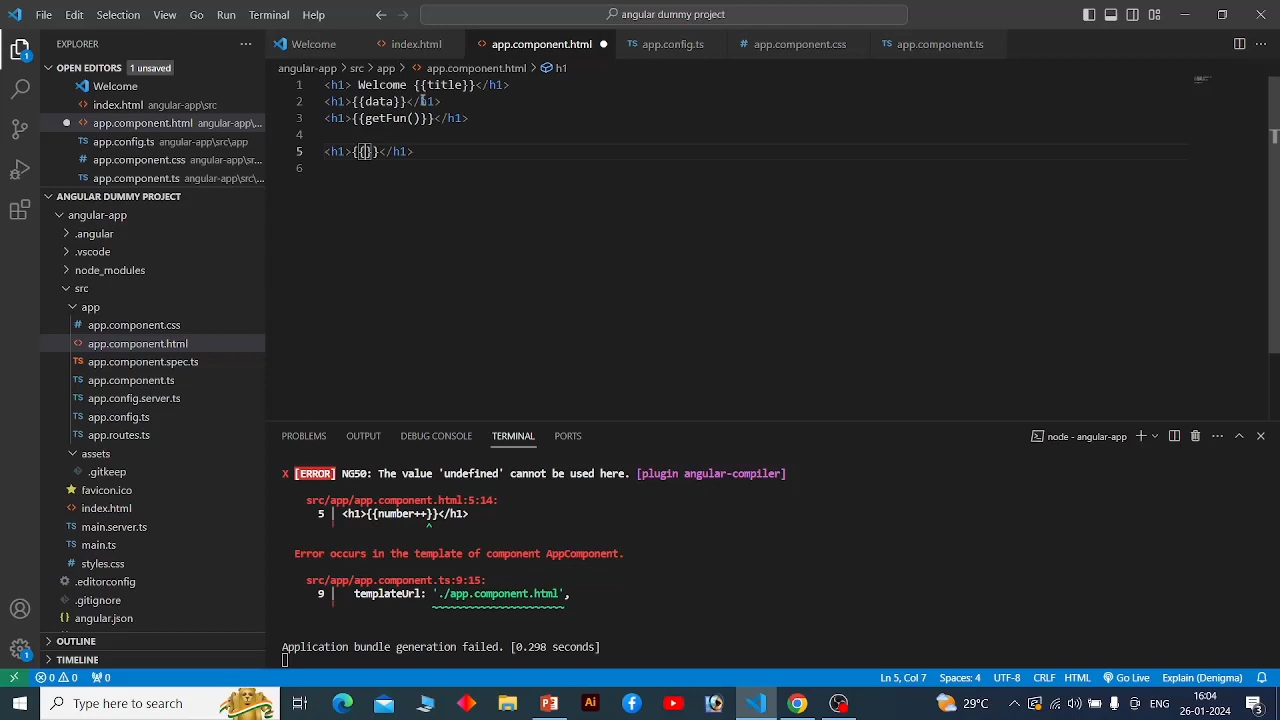 File Edit Selection View Go Run Terminal Help
angular dummy project
EXPLORER
Welcome index.html app.component.html app.config.ts app.component.css app.component.ts
OPEN EDITORS 1 unsaved
angular-app > src > app > app.component.html > h1
Welcome
index.html angular-app\src
app.component.html angular-app\...
app.config.ts angular-app\src\app
app.component.css angular-app\src...
app.component.ts angular-app\src\...
1 <h1> Welcome {{title}}</h1>
2 <h1>{{data}}</h1>
3 <h1>{{getFun()}}</h1>
4
5 <h1>{{}}</h1>
6
ANGULAR DUMMY PROJECT
angular-app
.angular
.vscode
node_modules
src
app
app.component.css
app.component.html
app.component.spec.ts
app.component.ts
app.config.server.ts
app.config.ts
app.routes.ts
assets
.gitkeep
favicon.ico
index.html
main.server.ts
main.ts
styles.css
.editorconfig
.gitignore
angular.json
OUTLINE
TIMELINE
PROBLEMS OUTPUT DEBUG CONSOLE TERMINAL PORTS
node - angular-app
X [ERROR] NG50: The value 'undefined' cannot be used here. [plugin angular-compiler]
src/app/app.component.html:5:14:
5 │ <h1>{{number++}}</h1>
^
Error occurs in the template of component AppComponent.
src/app/app.component.ts:9:15:
9 │ templateUrl: './app.component.html',
~~~~~~~~~~~~~~~~~~~~~~
Application bundle generation failed. [0.298 seconds]
0 0 0 Ln 5, Col 7 Spaces: 4 UTF-8 CRLF HTML Go Live Explain (Denigma)
Type here to search
29°C
16:04
26-01-2024